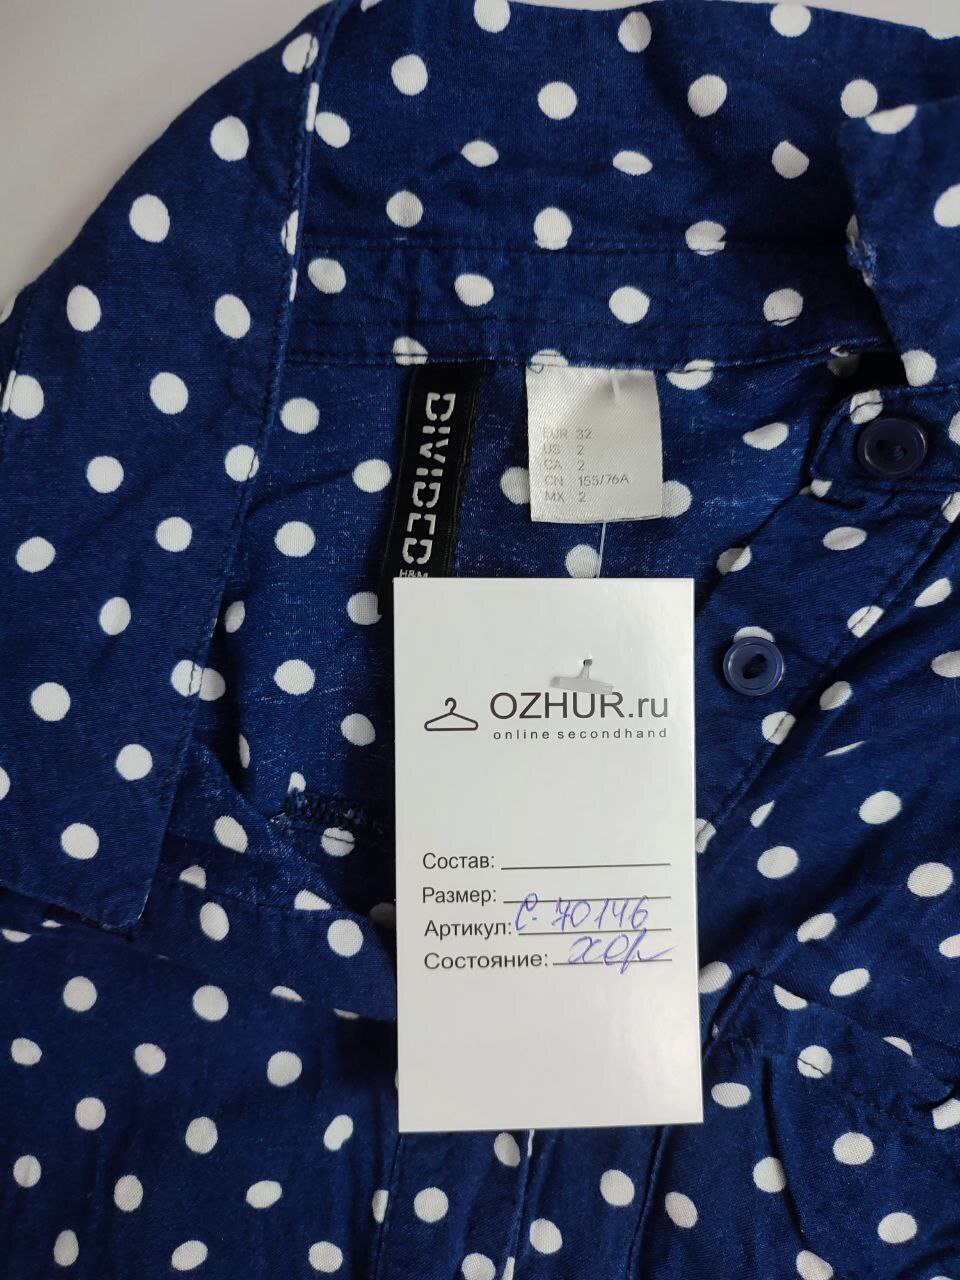 DIVIDED
H&M
EUR 32
US 2
CA 2
CN 155/76A
MX 2
OZHUR.ru
online secondhand
Состав:
Размер:
Артикул: С-70146
Состояние: хор